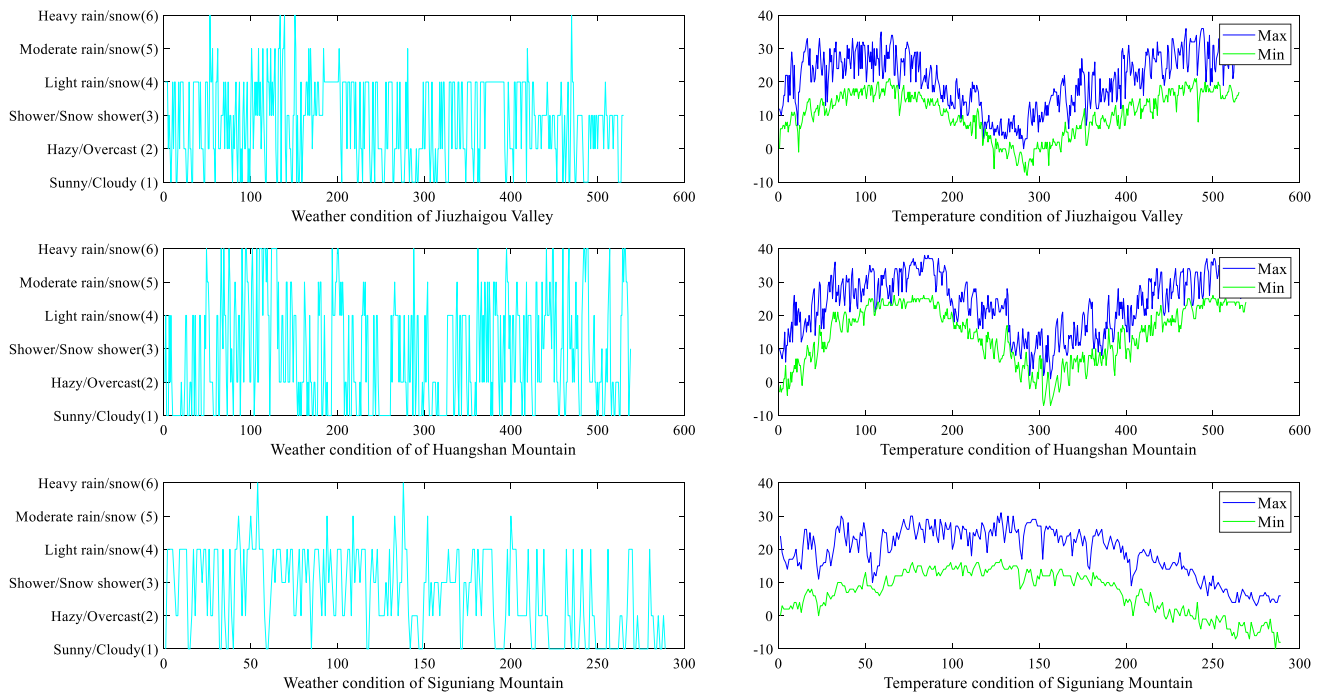 Heavy rain/snow(6)
Moderate rain/snow(5)
Light rain/snow(4)
Shower/Snow shower(3)
Hazy/Overcast (2)
Sunny/Cloudy (1)
0 100 200 300 400 500 600
Weather condition of Jiuzhaigou Valley
40
30
20
10
0
-10
Max
Min
0 100 200 300 400 500 600
Temperature condition of Jiuzhaigou Valley
Heavy rain/snow(6)
Moderate rain/snow(5)
Light rain/snow(4)
Shower/Snow shower(3)
Hazy/Overcast(2)
Sunny/Cloudy(1)
0 100 200 300 400 500 600
Weather condition of of Huangshan Mountain
40
30
20
10
0
-10
Max
Min
0 100 200 300 400 500 600
Temperature condition of Huangshan Mountain
Heavy rain/snow(6)
Moderate rain/snow (5)
Light rain/snow(4)
Shower/Snow shower(3)
Hazy/Overcast(2)
Sunny/Cloudy(1)
0 50 100 150 200 250 300
Weather condition of Siguniang Mountain
40
30
20
10
0
-10
Max
Min
0 50 100 150 200 250 300
Temperature condition of Siguniang Mountain